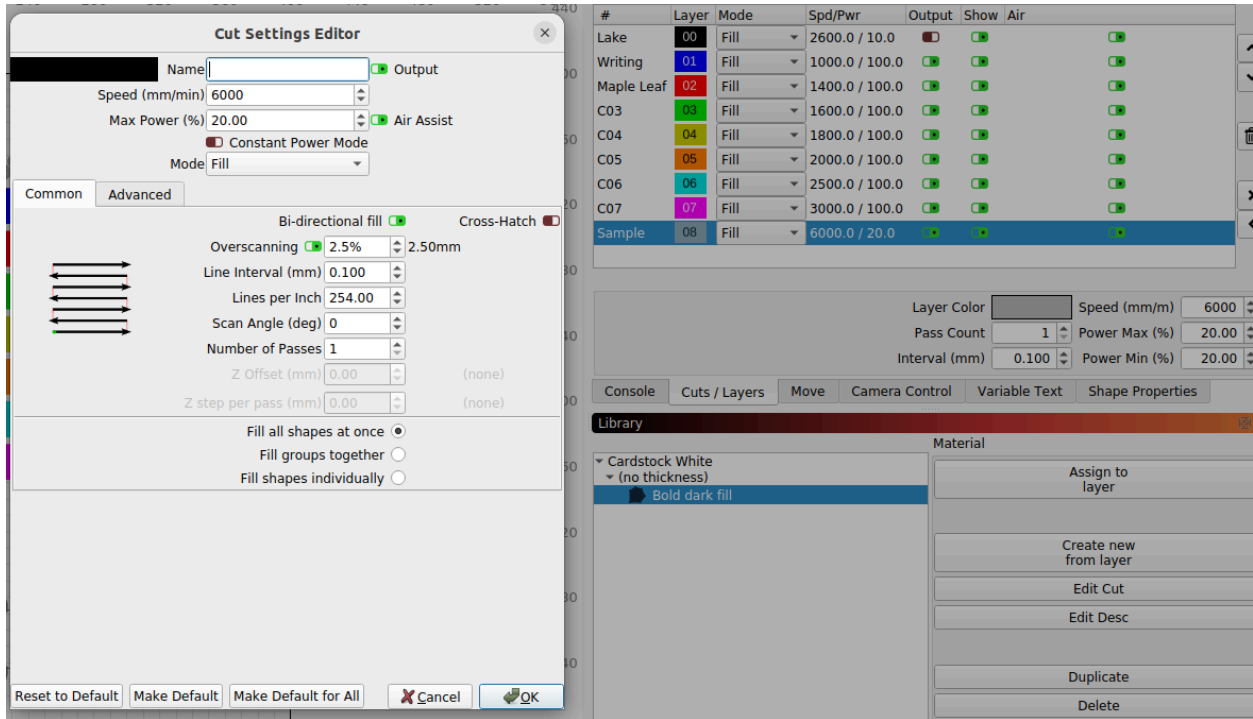 440
Cut Settings Editor
Name
Output
Speed (mm/min) 6000
Max Power (%) 20.00
Air Assist
Constant Power Mode
Mode Fill
Common Advanced
Bi-directional fill
Cross-Hatch
Overscanning 2.5% 2.50mm
Line Interval (mm) 0.100
Lines per Inch 254.00
Scan Angle (deg) 0
Number of Passes 1
Z Offset (mm) 0.00 (none)
Z step per pass (mm) 0.00 (none)
Fill all shapes at once
Fill groups together
Fill shapes individually
Reset to Default Make Default Make Default for All Cancel OK
# Layer Mode Spd/Pwr Output Show Air
Lake 00 Fill 2600.0 / 10.0
Writing 01 Fill 1000.0 / 100.0
Maple Leaf 02 Fill 1400.0 / 100.0
C03 03 Fill 1600.0 / 100.0
C04 04 Fill 1800.0 / 100.0
C05 05 Fill 2000.0 / 100.0
C06 06 Fill 2500.0 / 100.0
C07 07 Fill 3000.0 / 100.0
Sample 08 Fill 6000.0 / 20.0
Layer Color Speed (mm/m) 6000
Pass Count 1 Power Max (%) 20.00
Interval (mm) 0.100 Power Min (%) 20.00
Console Cuts / Layers Move Camera Control Variable Text Shape Properties
Library
Material
Cardstock White
(no thickness)
Bold dark fill
Assign to
layer
Create new
from layer
Edit Cut
Edit Desc
Duplicate
Delete